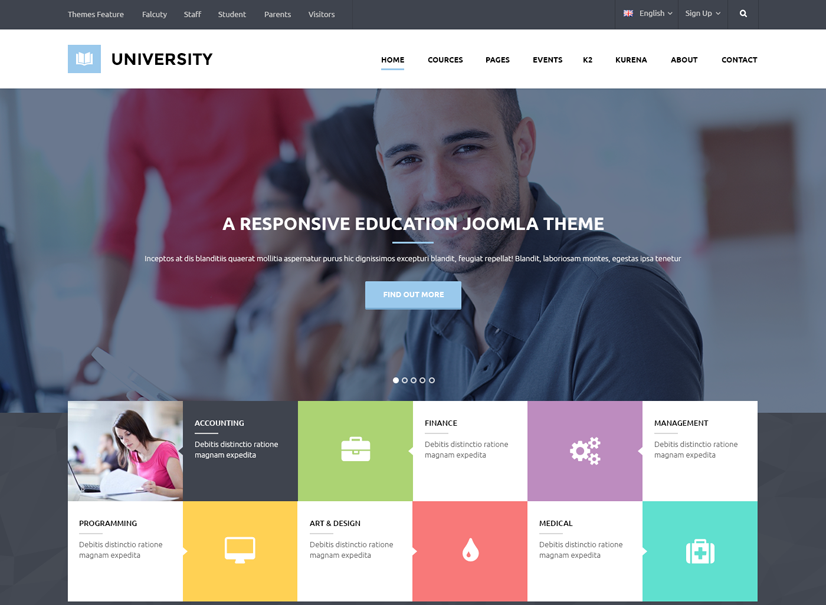 Themes Feature Falcuty Staff Student Parents Visitors English Sign Up
UNIVERSITY
HOME COURCES PAGES EVENTS K2 KURENA ABOUT CONTACT
A RESPONSIVE EDUCATION JOOMLA THEME
Inceptos at dis blanditiis quaerat mollitia aspernatur purus hic dignissimos excepturi blandit, feugiat repellat! Blandit, laboriosam montes, egestas ipsa tenetur
FIND OUT MORE
ACCOUNTING
Debitis distinctio ratione
magnam expedita
FINANCE
Debitis distinctio ratione
magnam expedita
MANAGEMENT
Debitis distinctio ratione
magnam expedita
PROGRAMMING
Debitis distinctio ratione
magnam expedita
ART & DESIGN
Debitis distinctio ratione
magnam expedita
MEDICAL
Debitis distinctio ratione
magnam expedita